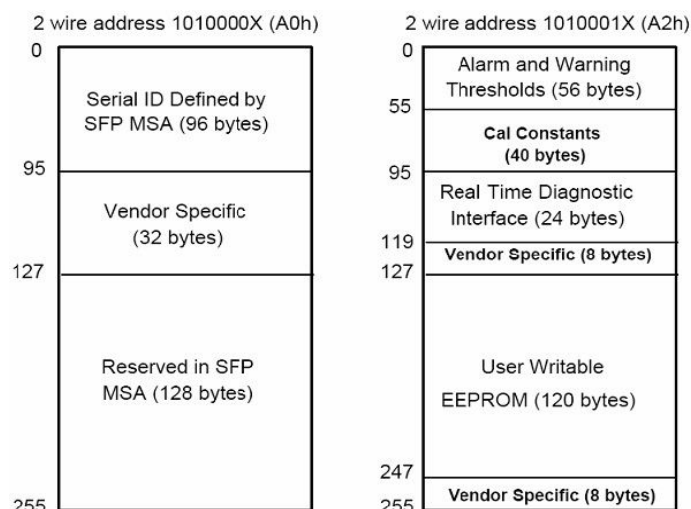 2 wire address 1010000X (A0h)
0
Serial ID Defined by
SFP MSA (96 bytes)
95
Vendor Specific
(32 bytes)
127
Reserved in SFP
MSA (128 bytes)
255
2 wire address 1010001X (A2h)
0
Alarm and Warning
Thresholds (56 bytes)
55
Cal Constants
(40 bytes)
95
Real Time Diagnostic
Interface (24 bytes)
119
Vendor Specific (8 bytes)
127
User Writable
EEPROM (120 bytes)
247
Vendor Specific (8 bytes)
255